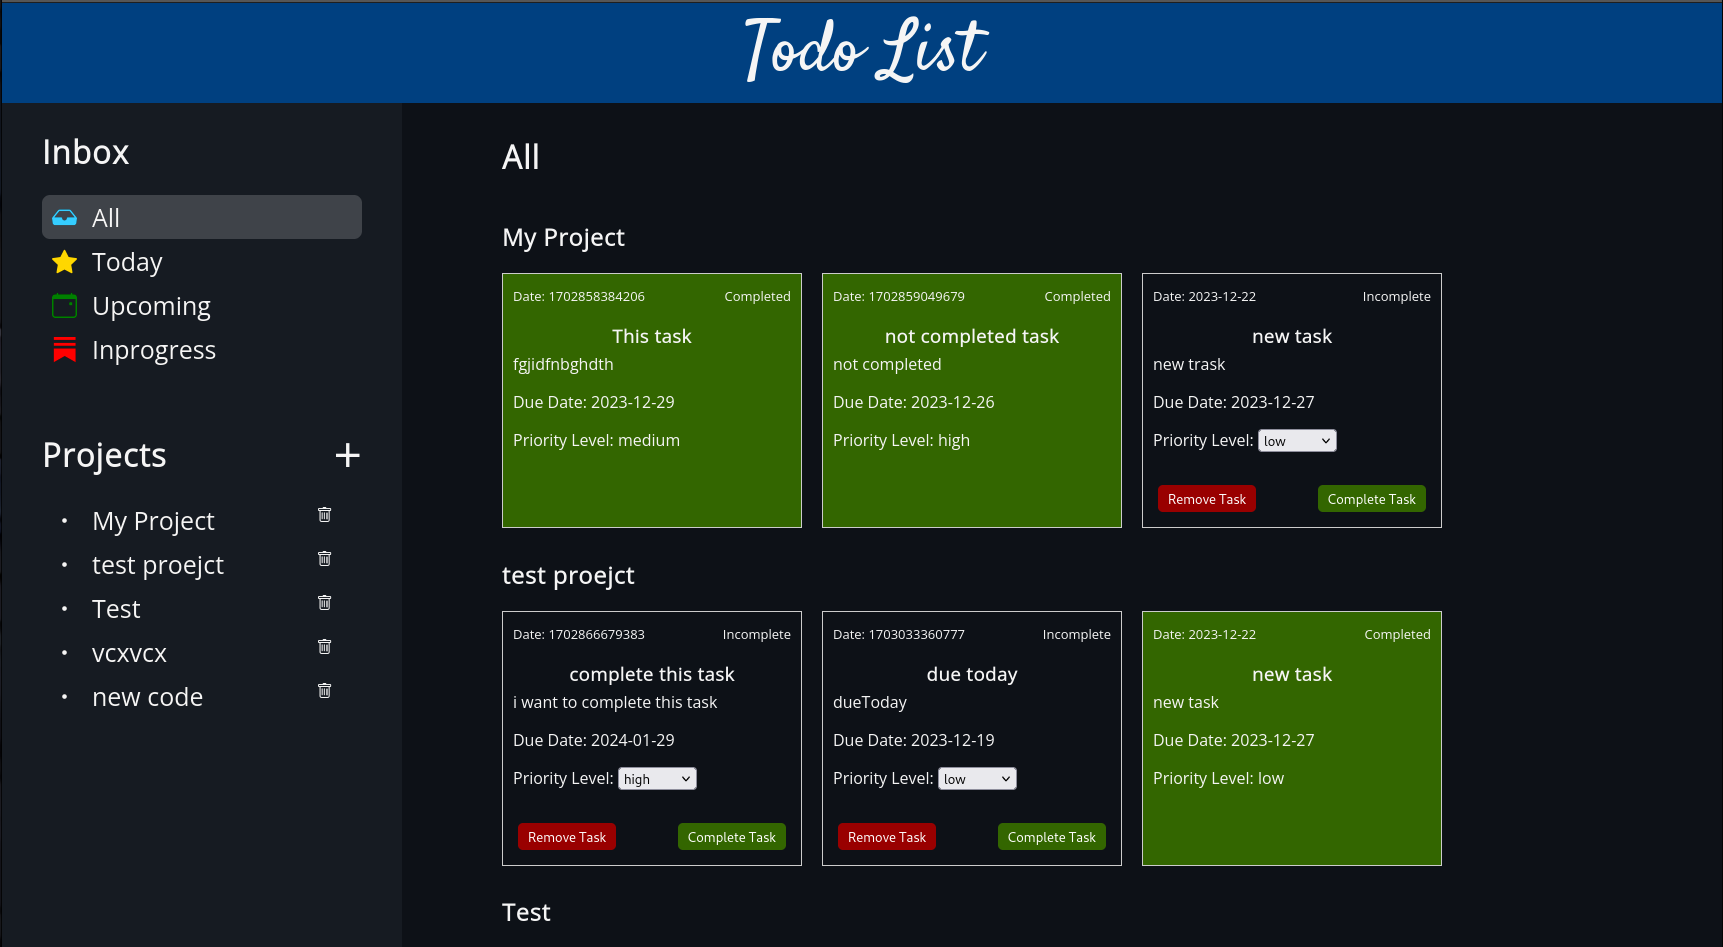 Todo List
Inbox
All
Today
Upcoming
Inprogress
Projects +
My Project
test proejct
Test
vcxvcx
new code
All
My Project
Date: 1702858384206 Completed
This task
fgjidfnbghdth
Due Date: 2023-12-29
Priority Level: medium
Date: 1702859049679 Completed
not completed task
not completed
Due Date: 2023-12-26
Priority Level: high
Date: 2023-12-22 Incomplete
new task
new trask
Due Date: 2023-12-27
Priority Level: low
Remove Task Complete Task
test proejct
Date: 1702866679383 Incomplete
complete this task
i want to complete this task
Due Date: 2024-01-29
Priority Level: high
Remove Task Complete Task
Date: 1703033360777 Incomplete
due today
dueToday
Due Date: 2023-12-19
Priority Level: low
Remove Task Complete Task
Date: 2023-12-22 Completed
new task
new task
Due Date: 2023-12-27
Priority Level: low
Test